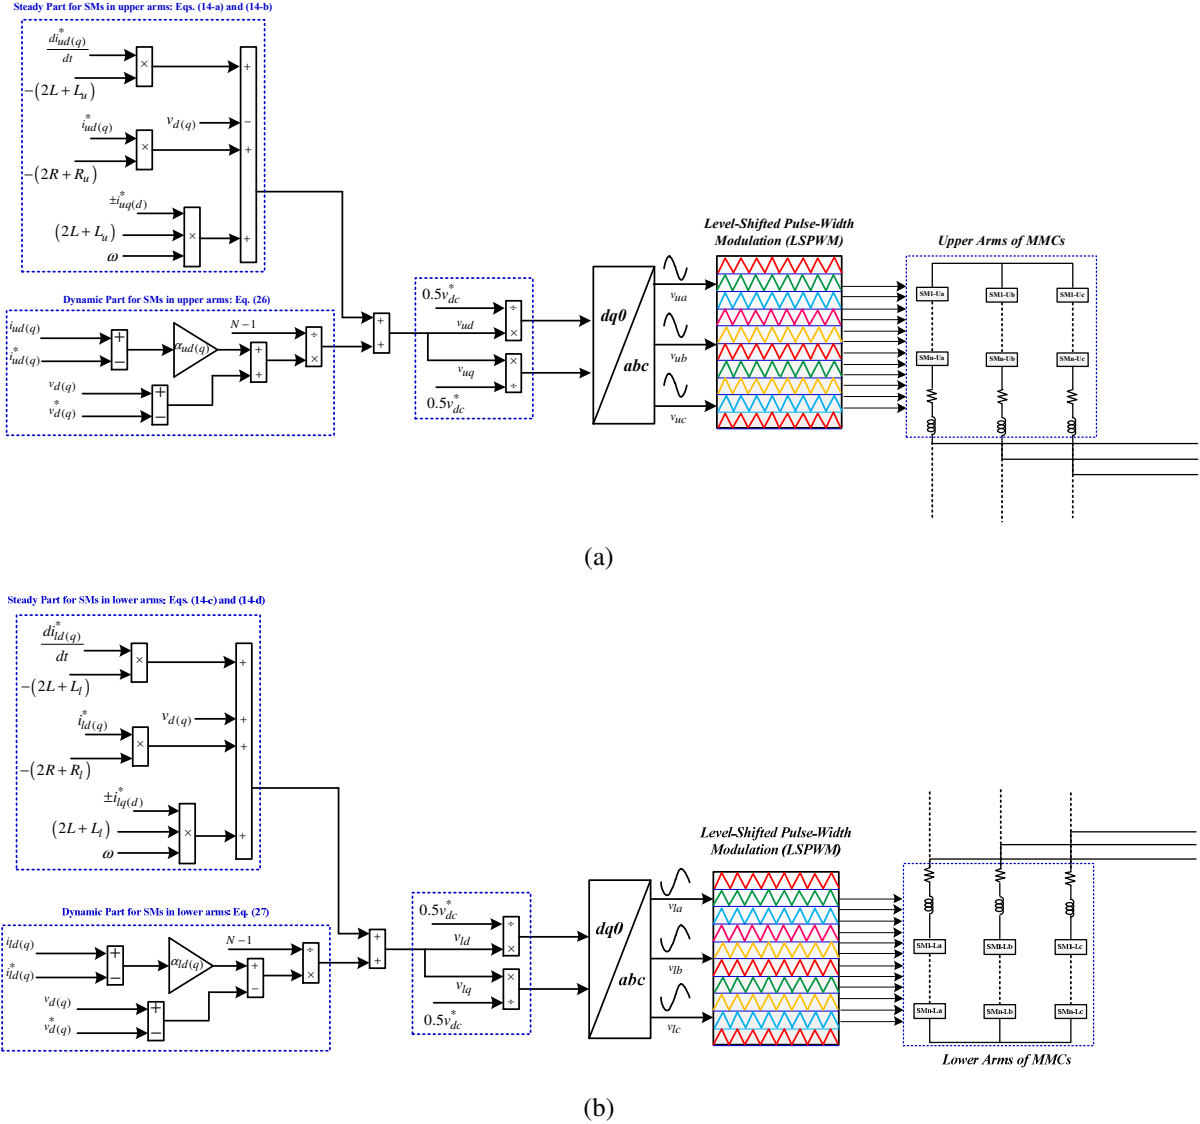 Steady Part for SMs in upper arms: Eqs. (14-a) and (14-b)
di*ud(q)
dt
×
+
−(2L + Lu)
vd(q)
−
i*ud(q)
×
+
−(2R + Ru)
±i*uq(d)
(2L + Lu)
×
+
ω
Level-Shifted Pulse-Width
Modulation (LSPWM)
Upper Arms of MMCs
Dynamic Part for SMs in upper arms: Eq. (26)
iud(q)
+
i*ud(q)
−
αud(q)
N−1
÷
×
+
+
vd(q)
+
v*d(q)
−
+
+
0.5v*dc
÷
vud
×
vuq
×
÷
0.5v*dc
dq0
abc
vua
vub
vuc
SM1-Ua
SM1-Ub
SM1-Uc
SMn-Ua
SMn-Ub
SMn-Uc
(a)
Steady Part for SMs in lower arms: Eqs. (14-c) and (14-d)
di*ld(q)
dt
×
+
−(2L + Ll)
vd(q)
+
i*ld(q)
×
+
−(2R + Rl)
±i*lq(d)
(2L + Ll)
×
+
ω
Level-Shifted Pulse-Width
Modulation (LSPWM)
Dynamic Part for SMs in lower arms: Eq. (27)
ild(q)
+
i*ld(q)
−
αld(q)
N−1
÷
×
+
−
vd(q)
+
v*d(q)
−
+
+
0.5v*dc
÷
vld
×
vlq
×
÷
0.5v*dc
dq0
abc
vla
vlb
vlc
SM1-La
SM1-Lb
SM1-Lc
SMn-La
SMn-Lb
SMn-Lc
Lower Arms of MMCs
(b)